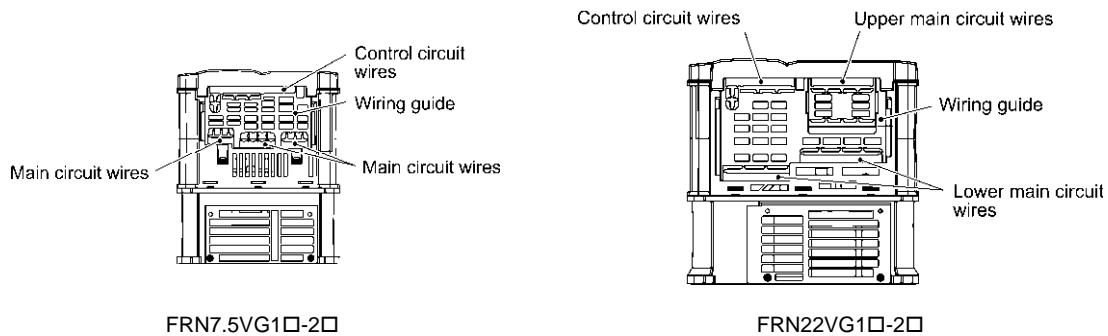 Control circuit
wires
Wiring guide
Main circuit wires
Main circuit wires
FRN7.5VG1□-2□
Control circuit wires
Upper main circuit wires
Wiring guide
Lower main circuit
wires
FRN22VG1□-2□